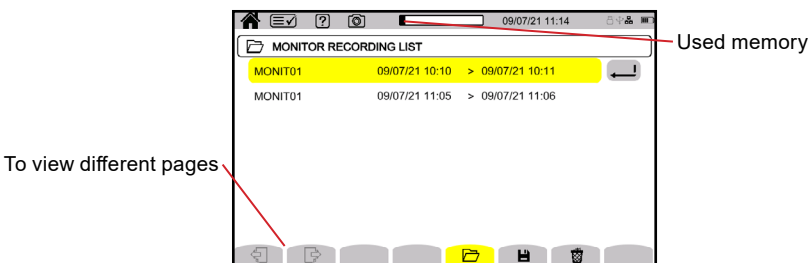 09/07/21 11:14
MONITOR RECORDING LIST
Used memory
MONIT01 09/07/21 10:10 > 09/07/21 10:11
MONIT01 09/07/21 11:05 > 09/07/21 11:06
To view different pages